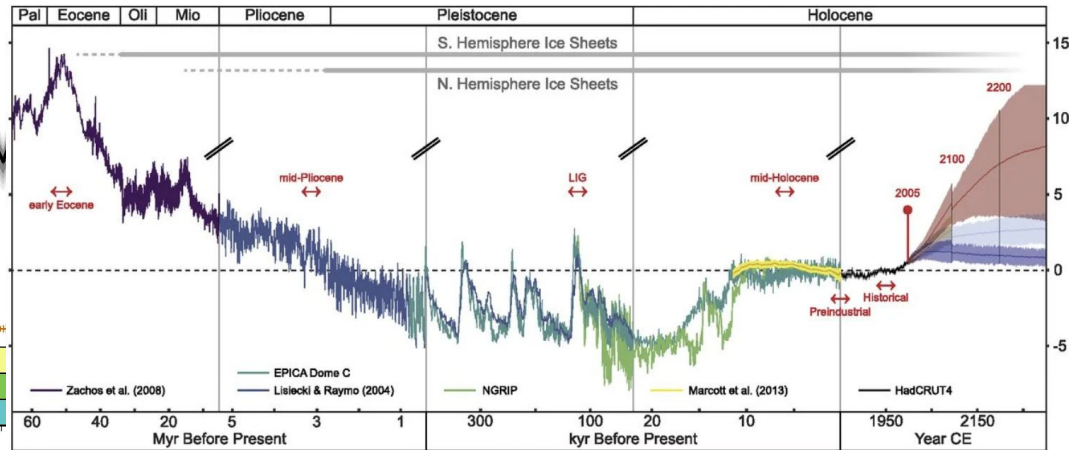 Pal Eocene Oli Mio Pliocene Pleistocene Holocene
S. Hemisphere Ice Sheets
N. Hemisphere Ice Sheets
15
10
5
0
-5
2200
2100
2005
early Eocene
mid-Pliocene
LIG
mid-Holocene
Historical
Preindustrial
EPICA Dome C
Zachos et al. (2008)
Lisiecki & Raymo (2004)
NGRIP
Marcott et al. (2013)
HadCRUT4
60 40 20 5 3 1 300 100 20 10 1950 2150
Myr Before Present
kyr Before Present
Year CE